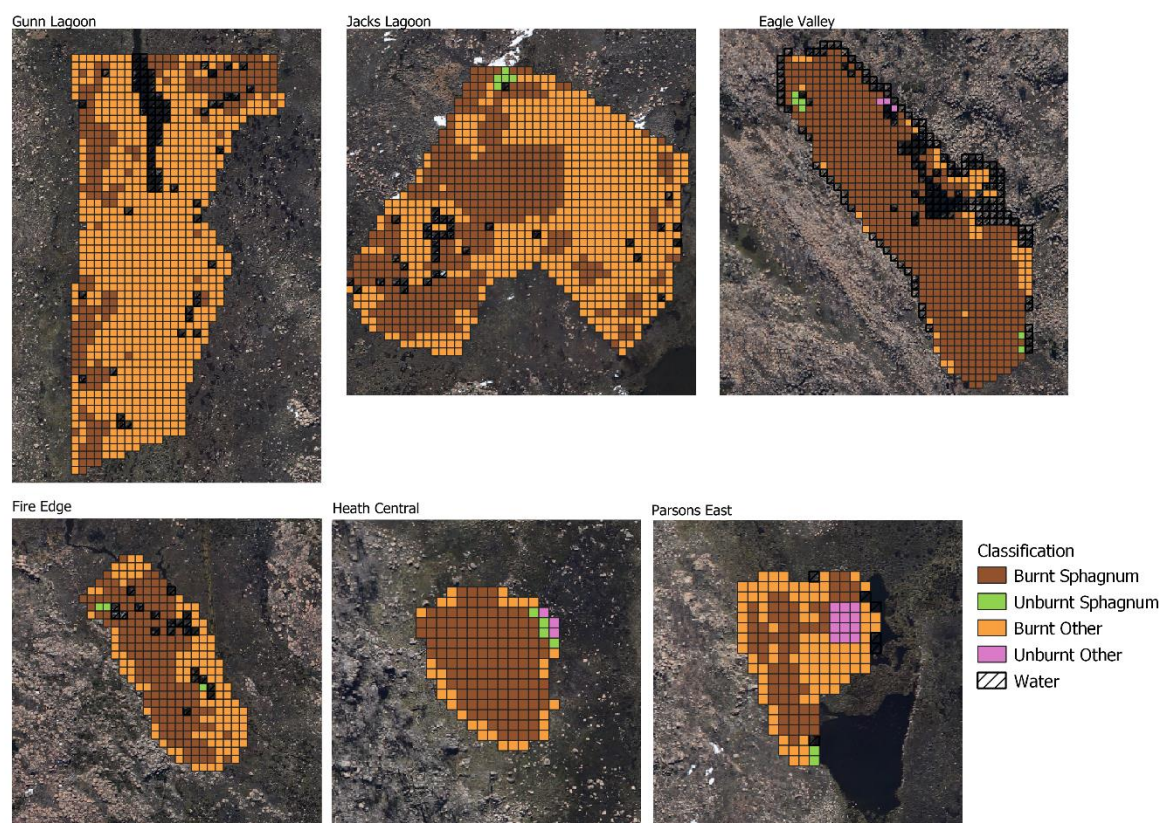 Gunn Lagoon
Jacks Lagoon
Eagle Valley
Fire Edge
Heath Central
Parsons East
Classification
Burnt Sphagnum
Unburnt Sphagnum
Burnt Other
Unburnt Other
Water